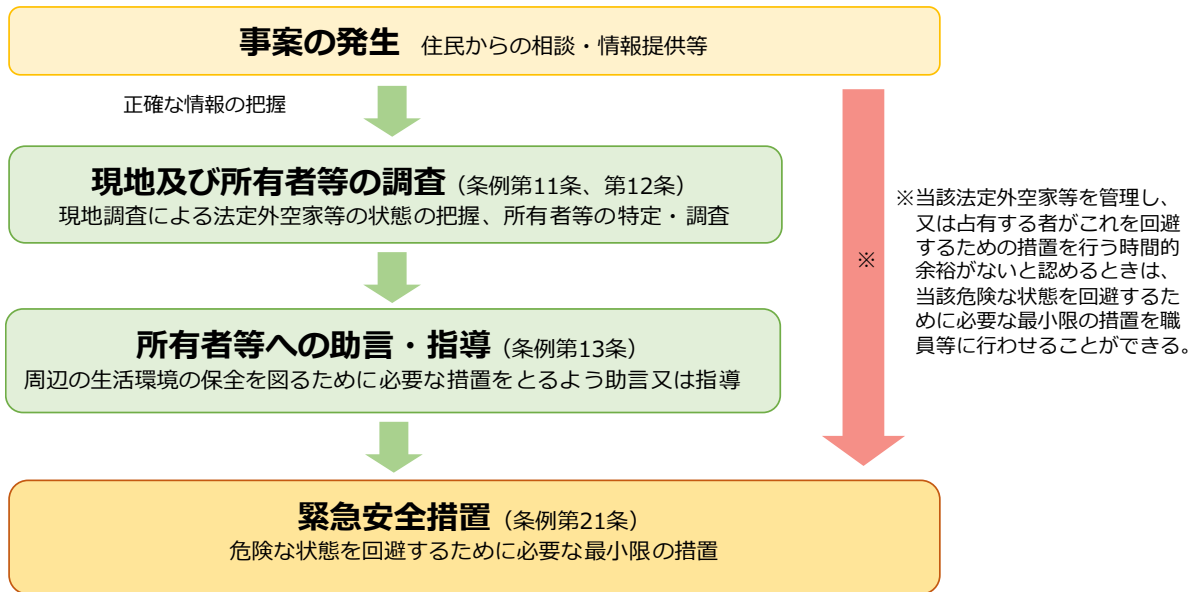 事案の発生 住民からの相談・情報提供等
正確な情報の把握
現地及び所有者等の調査（条例第11条、第12条）
現地調査による法定外空家等の状態の把握、所有者等の特定・調査
※
※当該法定外空家等を管理し、
又は占有する者がこれを回避
するための措置を行う時間的
余裕がないと認めるときは、
当該危険な状態を回避するた
めに必要な最小限の措置を職
員等に行わせることができる。
所有者等への助言・指導（条例第13条）
周辺の生活環境の保全を図るために必要な措置をとるよう助言又は指導
緊急安全措置（条例第21条）
危険な状態を回避するために必要な最小限の措置